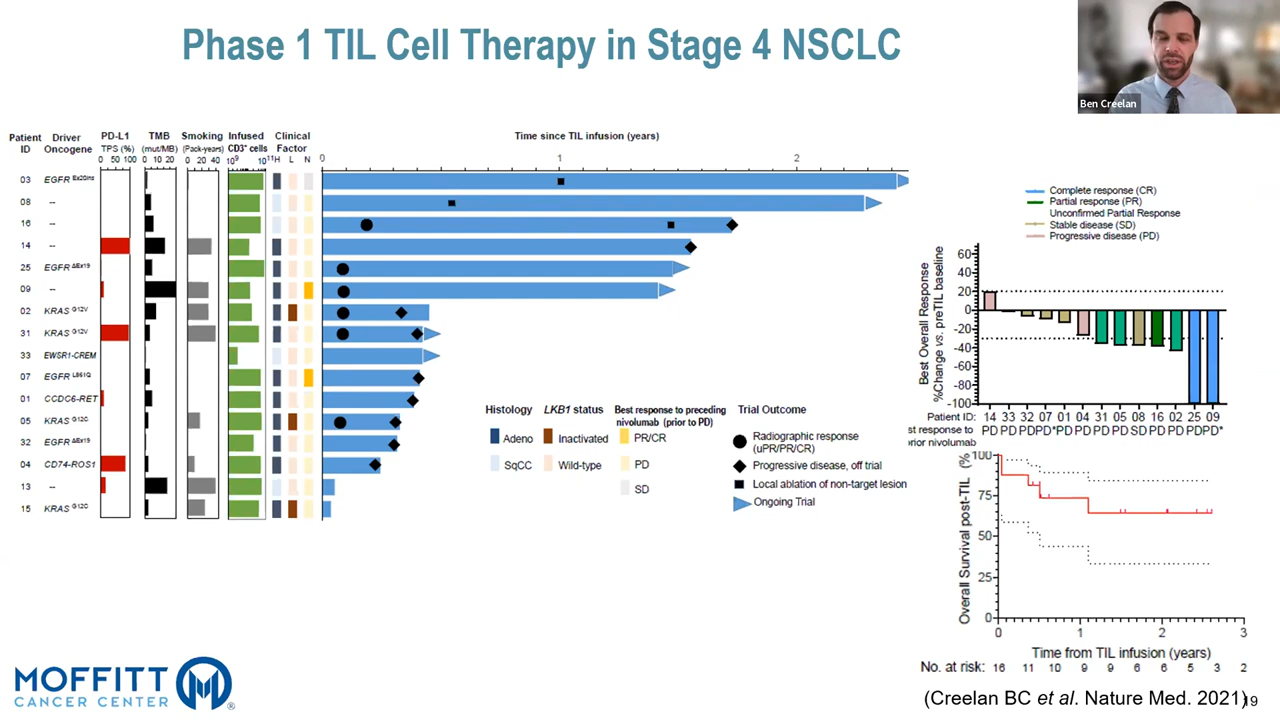 Phase 1 TIL Cell Therapy in Stage 4 NSCLC
Ben Creelan
Patient ID Driver Oncogene PD-L1 TPS (%) TMB (mut/MB) Smoking (Pack-years) Infused CD3+ cells Clinical Factor Time since TIL infusion (years)
0 50 100 0 10 20 0 20 40 10⁹ 10¹¹ H L N 0 1 2
03 EGFR Ex20ins
08 --
16 --
14 --
25 EGFR ΔEx19
09 --
02 KRAS G12V
31 KRAS G12V
33 EWSR1-CREM
07 EGFR L861Q
01 CCDC6-RET
05 KRAS G12C
32 EGFR ΔEx19
04 CD74-ROS1
13 --
15 KRAS G12C
Histology
Adeno
SqCC
LKB1 status
Inactivated
Wild-type
Best response to preceding
nivolumab (prior to PD)
PR/CR
PD
SD
Trial Outcome
Radiographic response
(uPR/PR/CR)
Progressive disease, off trial
Local ablation of non-target lesion
Ongoing Trial
Complete response (CR)
Partial response (PR)
Unconfirmed Partial Response
Stable disease (SD)
Progressive disease (PD)
Best Overall Response
%Change vs. preTIL baseline
60
40
20
0
-20
-40
-60
-80
-100
Patient ID: 14 33 32 07 01 04 31 05 08 16 02 25 09
st response to PD PD PD PD* PD PD PD PD SD PD PD PD PD*
prior nivolumab
Overall Survival post-TIL (%
100
75
50
25
0
0 1 2 3
Time from TIL infusion (years)
No. at risk: 16 11 10 9 9 6 6 5 3 2
MOFFITT
CANCER CENTER
®
(Creelan BC et al. Nature Med. 2021)
19